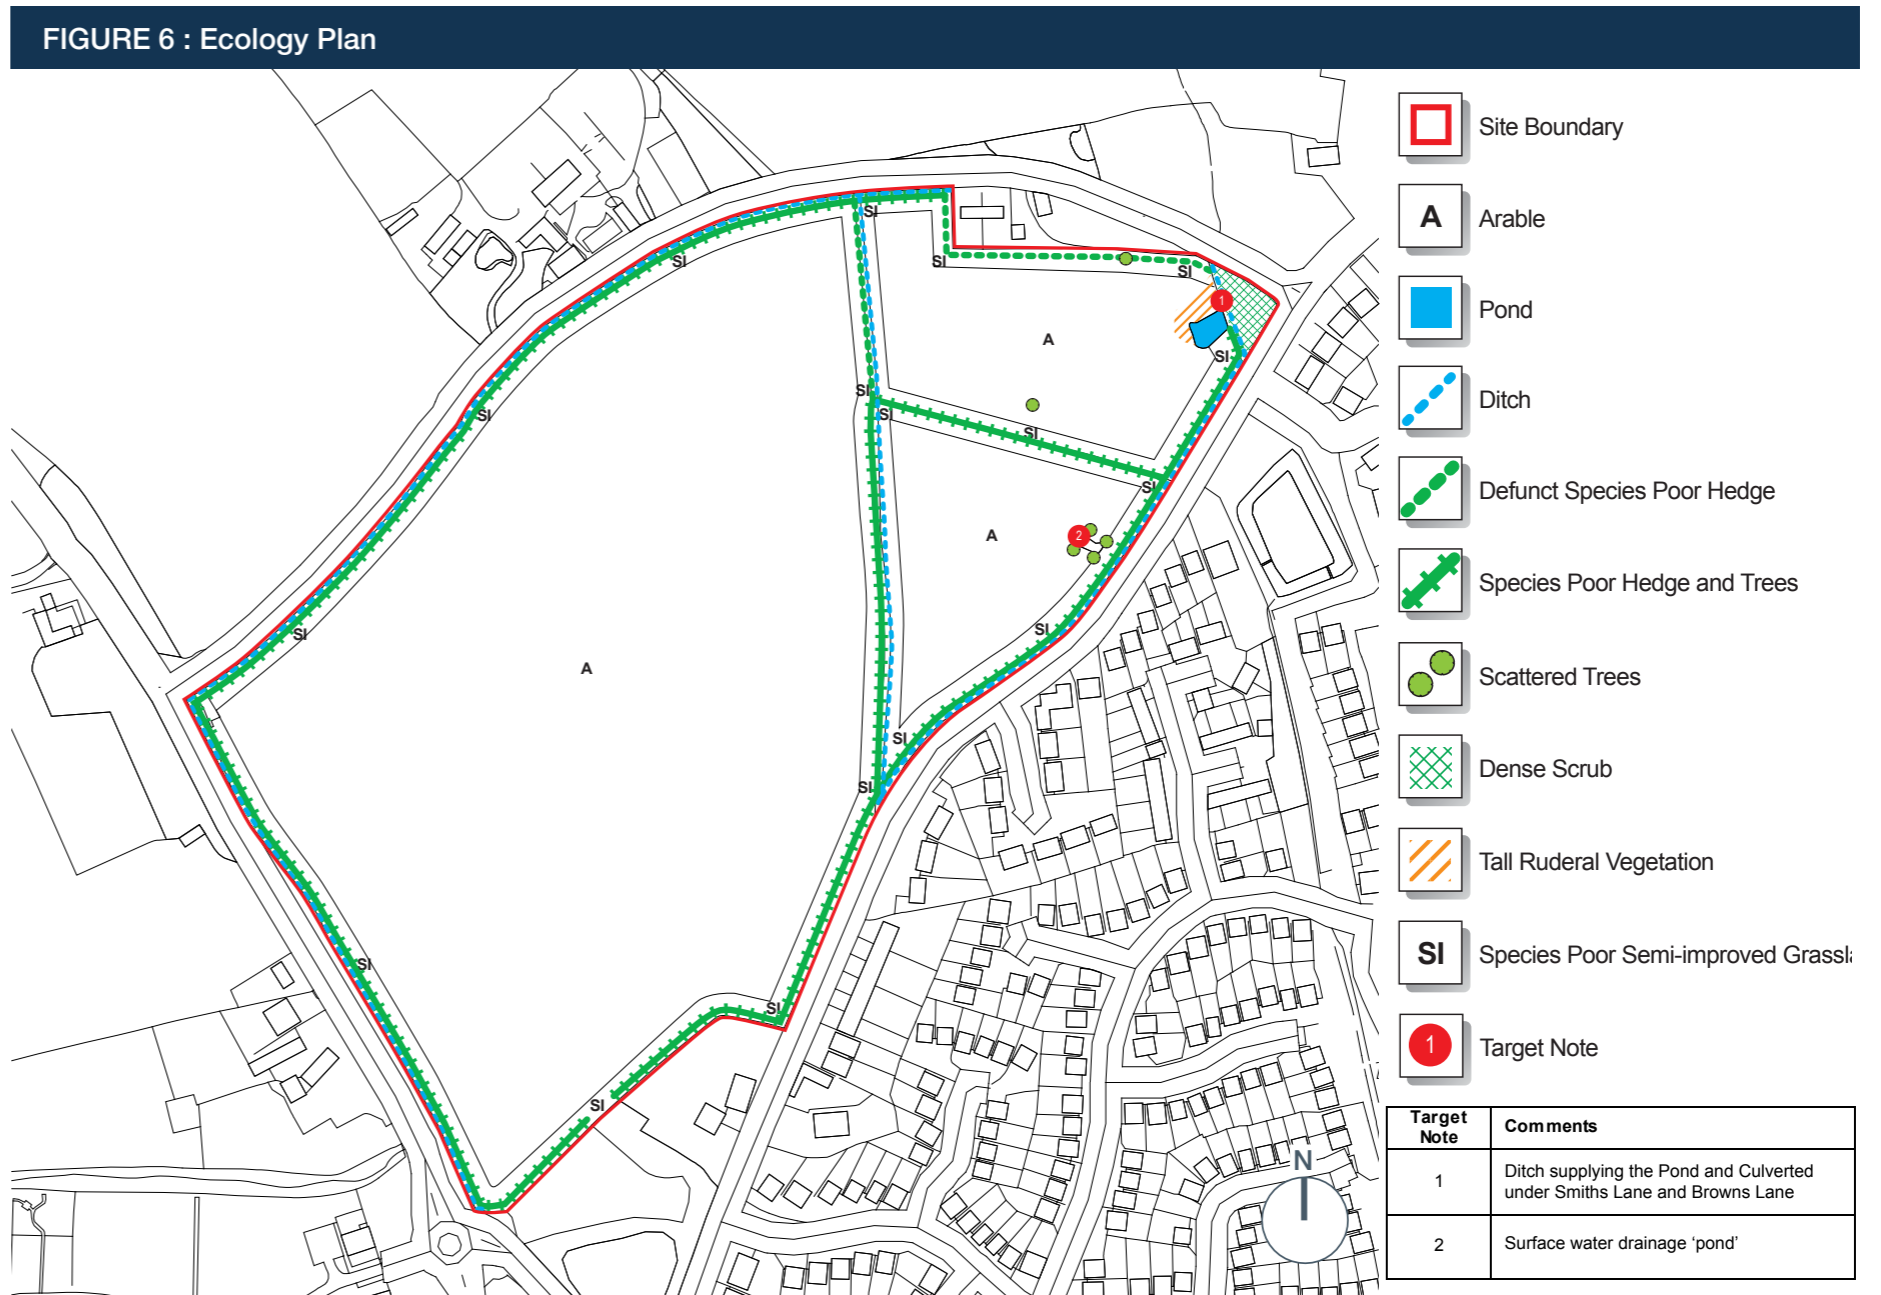 FIGURE 6 : Ecology Plan
SI
SI
SI
SI
SI
A
SI
SI
SI
SI
SI
SI
SI
A
A
SI
SI
SI
A
SI
SI
SI
1
2
N
Site Boundary
A Arable
Pond
Ditch
Defunct Species Poor Hedge
Species Poor Hedge and Trees
Scattered Trees
Dense Scrub
Tall Ruderal Vegetation
SI Species Poor Semi-improved
1 Target Note
Target Note Comments
1 Ditch supplying the Pond and Culverted
under Smiths Lane and Browns Lane
2 Surface water drainage ‘pond’